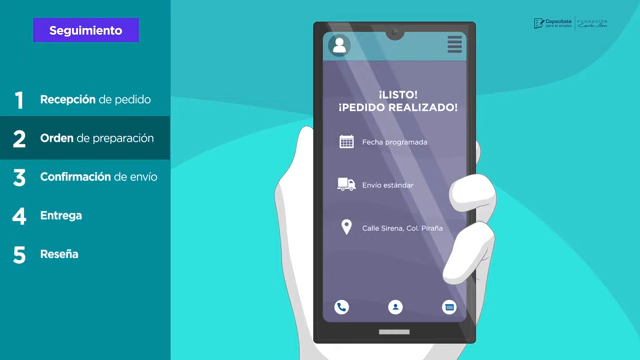 Seguimiento
1 Recepción de pedido
2 Orden de preparación
3 Confirmación de envío
4 Entrega
5 Reseña
¡LISTO!
¡PEDIDO REALIZADO!
Fecha programada
Envío estándar
Calle Sirena, Col. Piraña
Capacítate
para el empleo
FUNDACIÓN
Carlos Slim